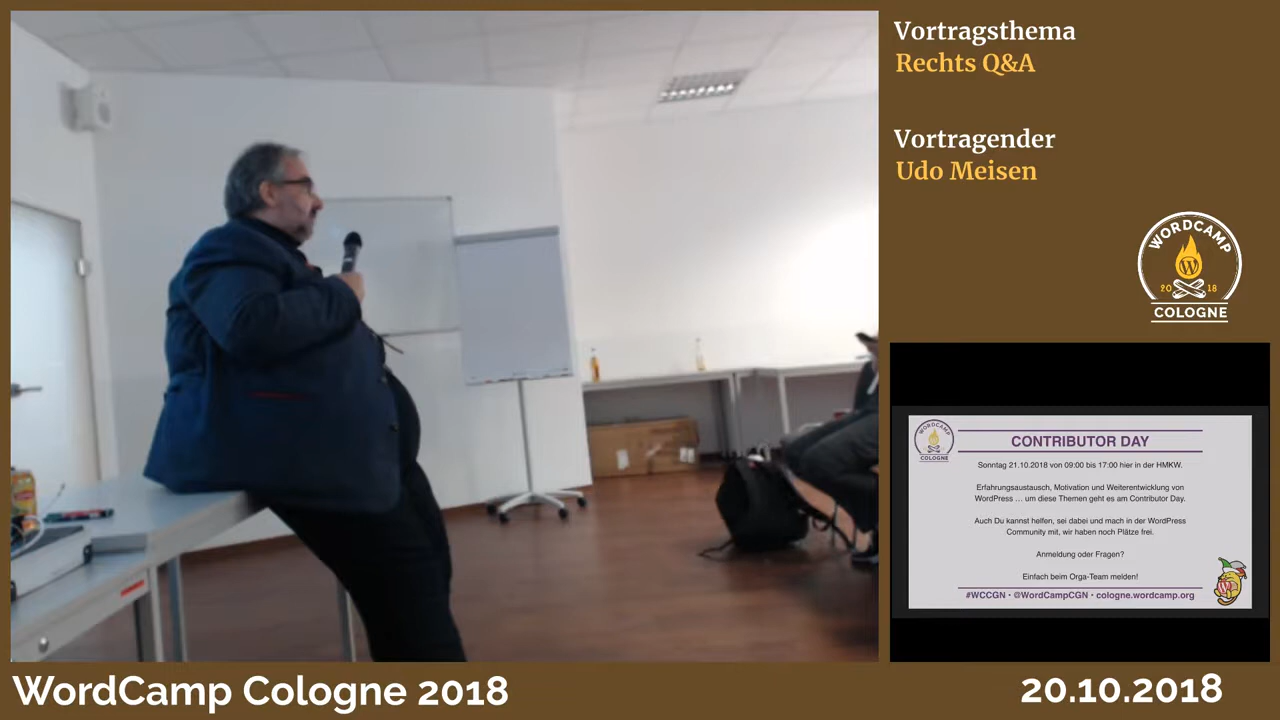 Vortragsthema
Rechts Q&A
Vortragender
Udo Meisen
WORDCAMP
2018
COLOGNE
WORDCAMP
COLOGNE
CONTRIBUTOR DAY
Sonntag 21.10.2018 von 09:00 bis 17:00 hier in der HMKW.
Erfahrungsaustausch, Motivation und Weiterentwicklung von
WordPress … um diese Themen geht es am Contributor Day.
Auch Du kannst helfen, sei dabei und mach in der WordPress
Community mit, wir haben noch Plätze frei.
Anmeldung oder Fragen?
Einfach beim Orga-Team melden!
#WCCGN • @WordCampCGN • cologne.wordcamp.org
WordCamp Cologne 2018
20.10.2018